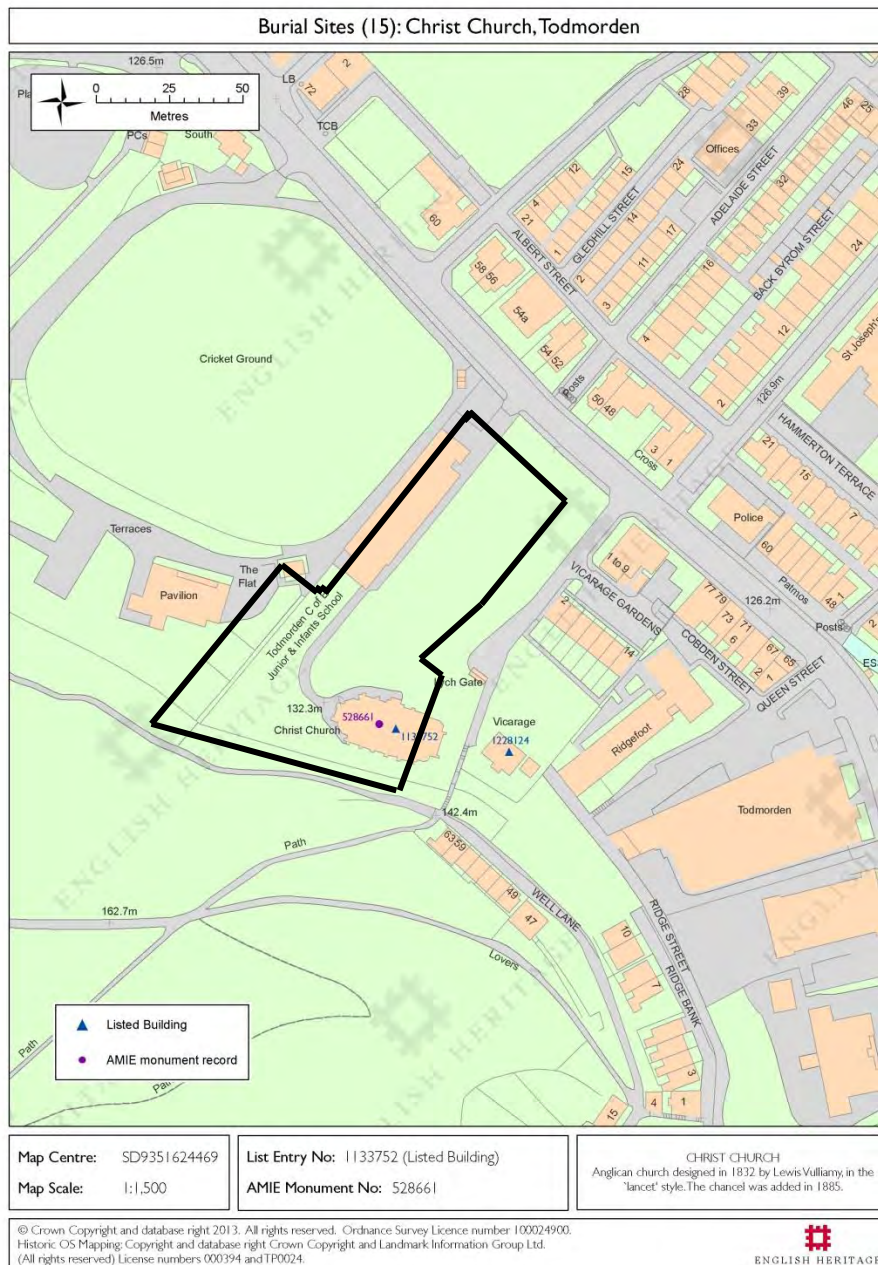 Burial Sites (15): Christ Church, Todmorden
126.5m
0 25 50
Metres
LB
72
2
TCB
PCs
South
60
28
39
33
46
25
Offices
ADELAIDE STREET
32
12
15
24
4
21
GLEDHILL STREET
14
1
ALBERT STREET
17
11
2
3
16
BACK BYROM STREET
24
12
4
2
58 56
54a
54 52
Posts
50 48
St Joseph's
126.9m
HAMMERTON TERRACE
Cricket Ground
3
1
Cross
21
15
7
Police
60
Patmos
48
1
126.2m
Posts
2
ES
Terraces
The
Flat
Pavilion
Todmorden C of E
Junior & Infants School
1 to 9
VICARAGE GARDENS
2
14
77 79
73
71
6
67
65
2
1
COBDEN STREET
QUEEN STREET
Lych Gate
132.3m
528661
Christ Church
1133752
Vicarage
1228124
Ridgefoot
Todmorden
142.4m
Path
63
59
49
47
WELL LANE
162.7m
Lovers
10
7
RIDGE STREET
RIDGE BANK
3
1
4
15
Path
Listed Building
AMIE monument record
ENGLISH HERITAGE
Map Centre: SD9351624469
Map Scale: 1:1,500
List Entry No: 1133752 (Listed Building)
AMIE Monument No: 528661
CHRIST CHURCH
Anglican church designed in 1832 by Lewis Vulliamy, in the
'lancet' style. The chancel was added in 1885.
© Crown Copyright and database right 2013. All rights reserved. Ordnance Survey Licence number 100024900.
Historic OS Mapping: Copyright and database right Crown Copyright and Landmark Information Group Ltd.
(All rights reserved) License numbers 000394 and TP0024.
ENGLISH HERITAGE